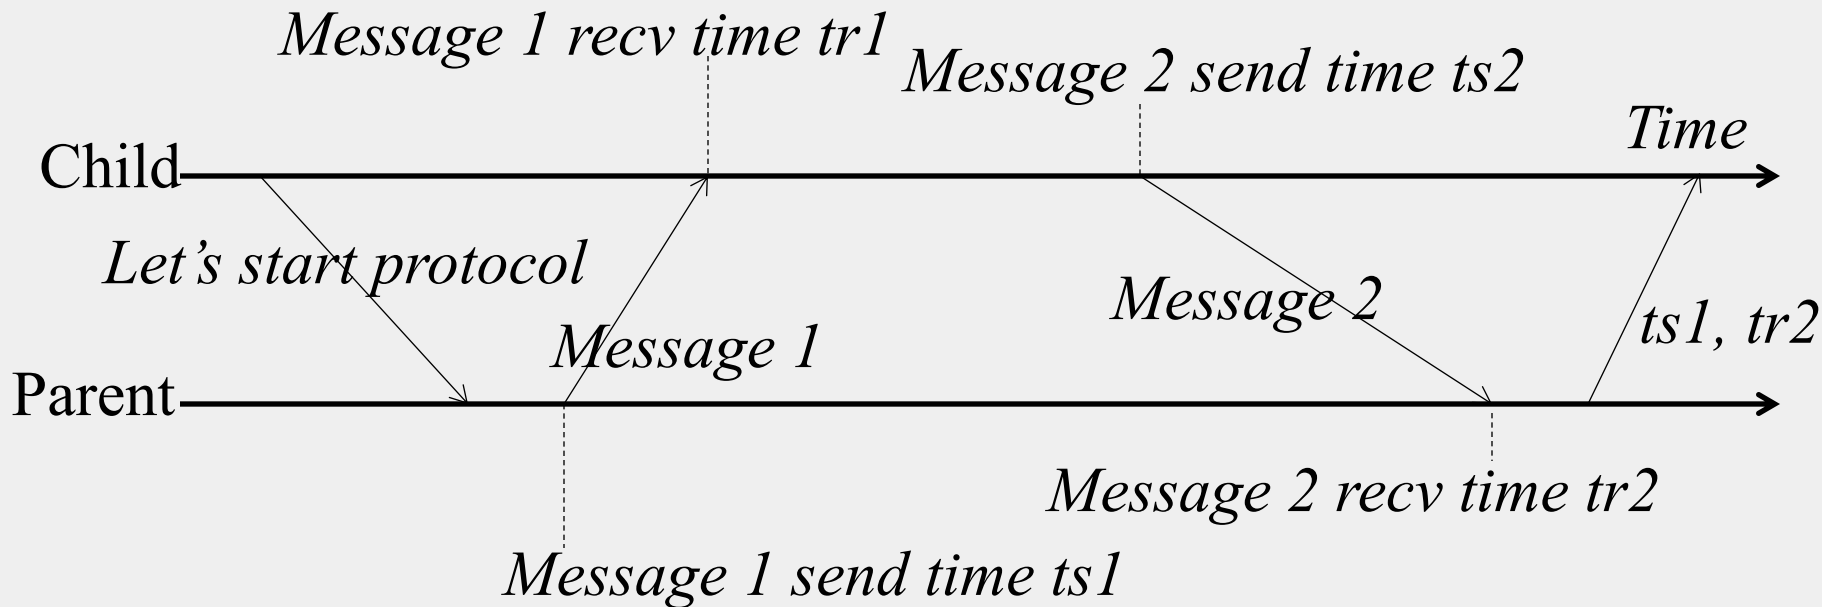 Message 1 recv time tr1
Message 2 send time ts2
Time
Child
Let’s start protocol
Message 2
ts1, tr2
Message 1
Parent
Message 2 recv time tr2
Message 1 send time ts1